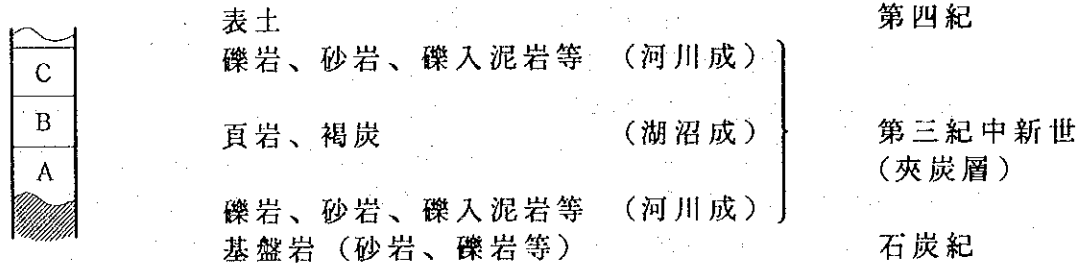 表土 第四紀
礫岩、砂岩、礫入泥岩等 (河川成)
C
B 頁岩、褐炭 (湖沼成) 第三紀中新世
(夾炭層)
A
礫岩、砂岩、礫入泥岩等 (河川成)
基盤岩 (砂岩、礫岩等) 石炭紀